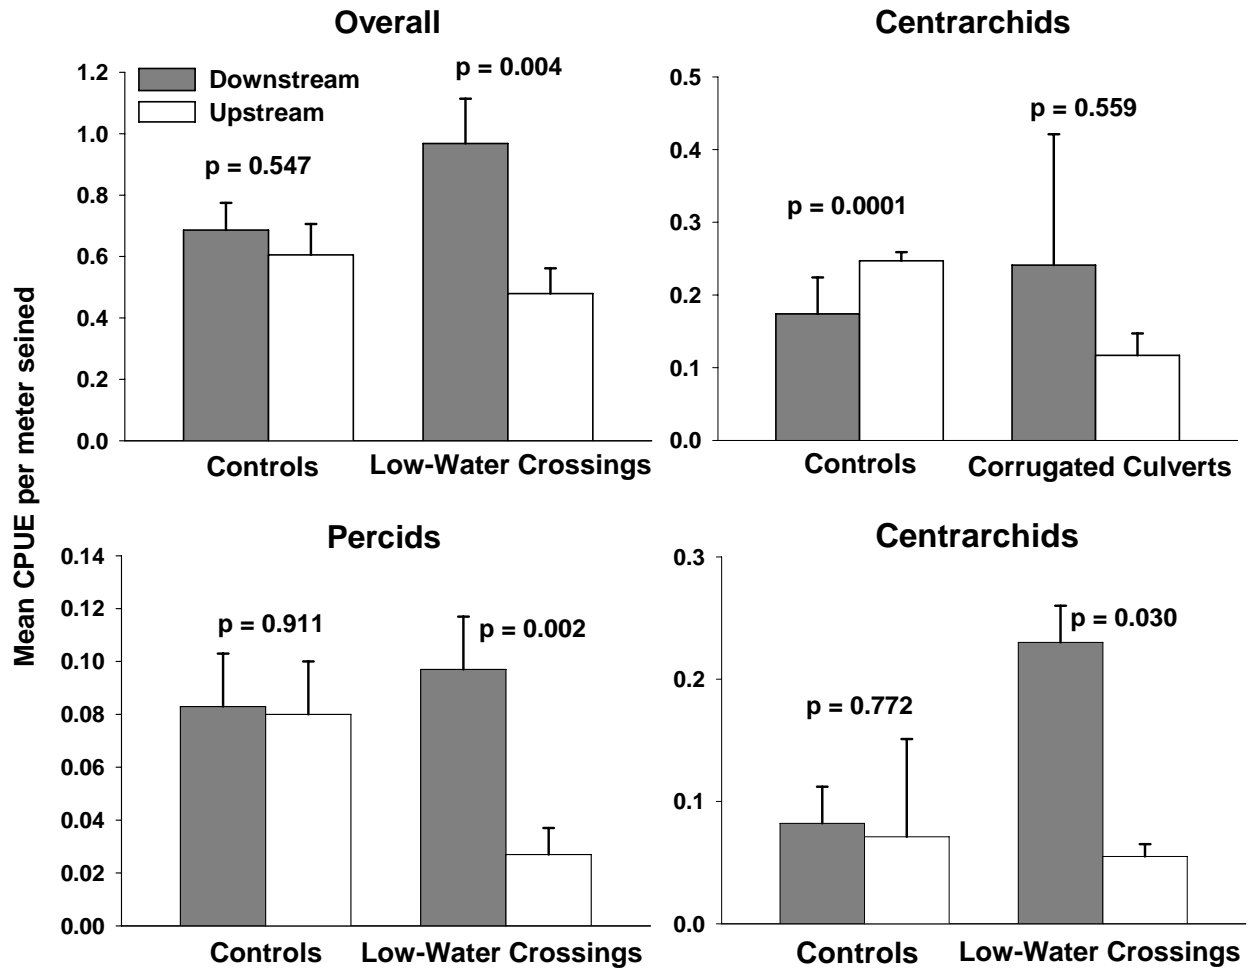 Overall
Downstream
Upstream
p = 0.547
p = 0.004
1.2
1.0
0.8
0.6
0.4
0.2
0.0
Controls
Low-Water Crossings
Centrarchids
p = 0.0001
p = 0.559
0.5
0.4
0.3
0.2
0.1
0.0
Controls
Corrugated Culverts
Mean CPUE per meter seined
Percids
p = 0.911
p = 0.002
0.14
0.12
0.10
0.08
0.06
0.04
0.02
0.00
Controls
Low-Water Crossings
Centrarchids
p = 0.772
p = 0.030
0.3
0.2
0.1
0.0
Controls
Low-Water Crossings